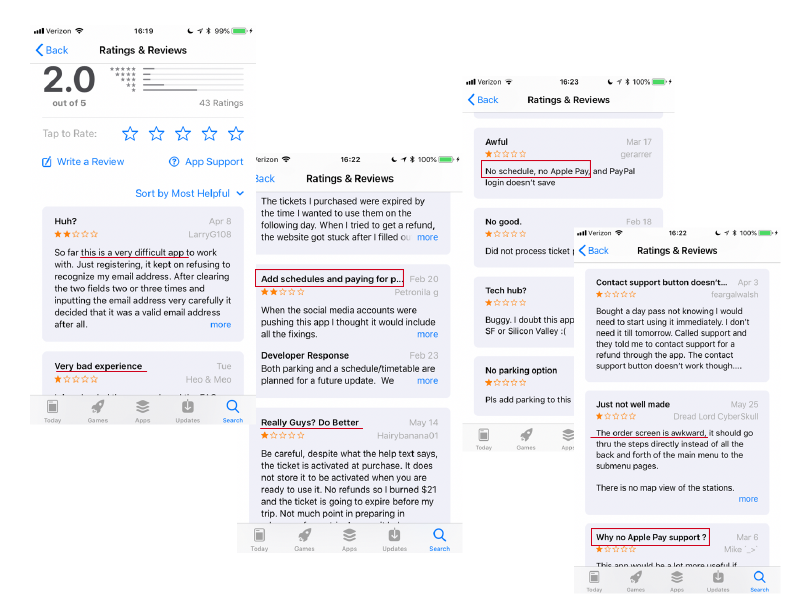 Verizon 16:19 99%
Back Ratings & Reviews
2.0
out of 5
43 Ratings
Tap to Rate:
Write a Review App Support
Sort by Most Helpful
Huh? Apr 8
LarryG108
So far this is a very difficult app to work
with. Just registering, it kept on refusing to
recognize my email address. After clearing
the two fields two or three times and
inputting the email address very carefully it
decided that it was a valid email address
after all. more
Very bad experience Tue
Heo & Meo
Today Games Apps Updates Search
Verizon 16:22 100%
Back Ratings & Reviews
The tickets I purchased were expired by
the time I wanted to use them on the
following day. When I tried to get a refund,
the website got stuck after I filled ou more
Add schedules and paying for p... Feb 20
Petronila g
When the social media accounts were
pushing this app I thought it would include
all the fixings. more
Developer Response Feb 23
Both parking and a schedule/timetable are
planned for a future update. We more
Really Guys? Do Better May 14
Hairybanana01
Be careful, despite what the help text says,
the ticket is activated at purchase. It does
not store it to be activated when you are
ready to use it. No refunds so I burned $21
and the ticket is going to expire before my
trip. Not much point in preparing in
Today Games Apps Updates Search
Verizon 16:23 100%
Back Ratings & Reviews
Awful Mar 17
gerarrer
No schedule, no Apple Pay, and PayPal
login doesn't save
No good. Feb 18
Did not process ticket
Tech hub?
Buggy. I doubt this app
SF or Silicon Valley :(
No parking option
Pls add parking to this
Today Games Apps
Verizon 16:22 100%
Back Ratings & Reviews
Contact support button doesn't... Apr 3
feargalwalsh
Bought a day pass not knowing I would
need to start using it immediately. I don't
need it till tomorrow. Called support and
they told me to contact support for a
refund through the app. The contact
support button doesn't work though....
Just not well made May 25
Dread Lord Cyber$kull
The order screen is awkward, it should go
thru the steps directly instead of all the
back and forth of the main menu to the
submenu pages.
There is no map view of the stations.
more
Why no Apple Pay support ? Mar 6
Mike `_>`
This app would be a lot more useful if
Today Games Apps Updates Search